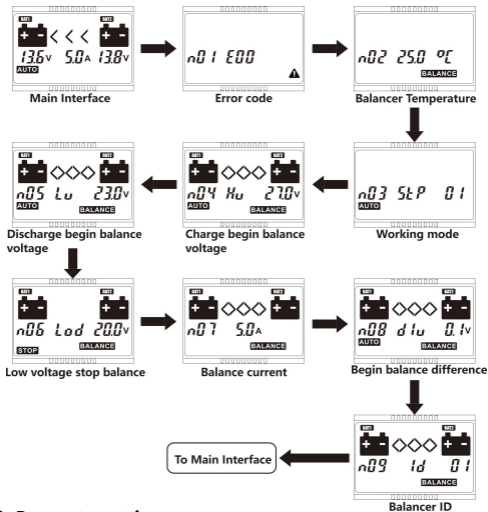 BAT1 BAT2
13.6V 5.0A 13.8V
AUTO
Main Interface
n01 E00
Error code
n02 25.0 ºC
BALANCE
Balancer Temperature
BAT1 BAT2
n05 Lu 23.0V
AUTO BALANCE
Discharge begin balance
voltage
BAT1 BAT2
n04 Hu 27.0V
AUTO BALANCE
Charge begin balance
voltage
n03 StP 01
AUTO
Working mode
BAT1 BAT2
n06 Lod 20.0V
STOP BALANCE
Low voltage stop balance
BAT1 BAT2
n07 5.0A
BALANCE
Balance current
BAT1 BAT2
n08 diu 0.1V
AUTO BALANCE
Begin balance difference
To Main Interface
BAT1 BAT2
n09 Id 01
BALANCE
Balancer ID